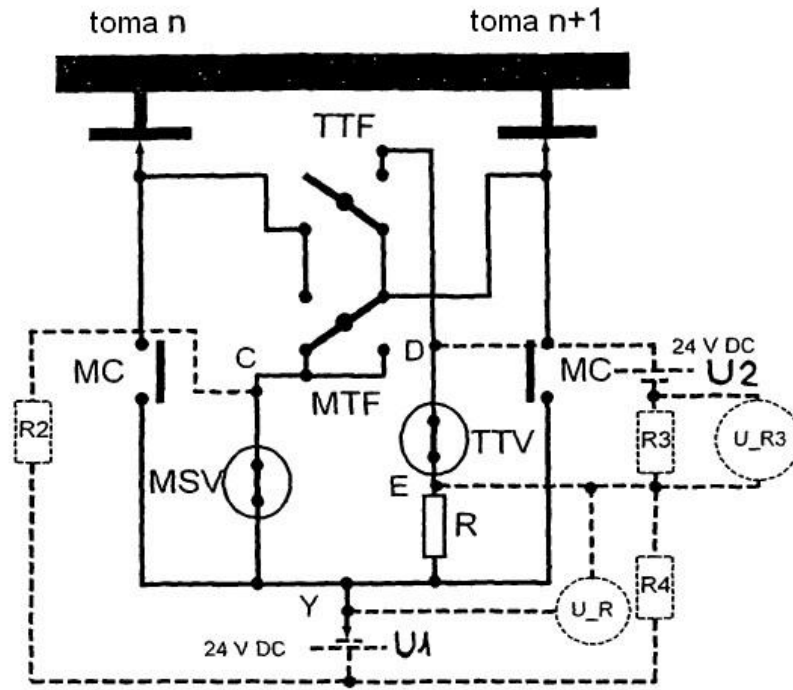 toma n
toma n+1
TTF
C
D
24 V DC
MC
MTF
MC
U2
R2
R3
U_R3
MSV
TTV
E
R
Y
U_R
R4
24 V DC
U1